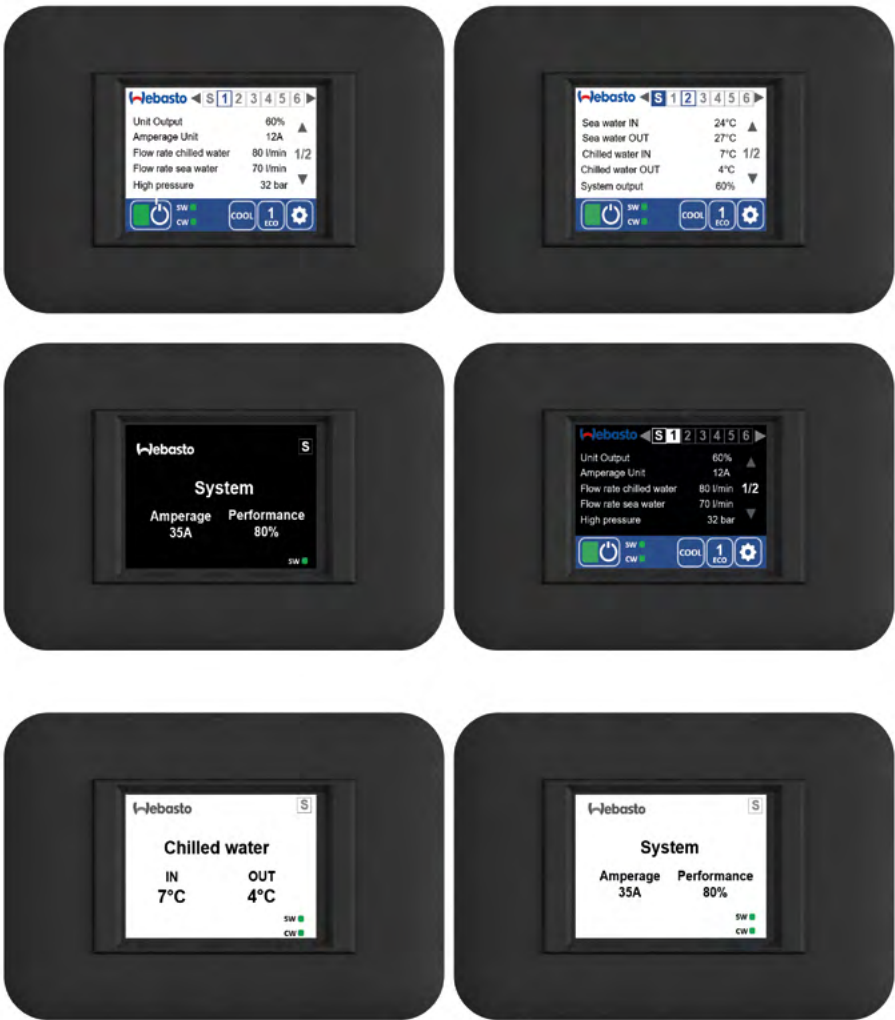 Webasto S 1 2 3 4 5 6
Unit Output 60%
Amperage Unit 12A
Flow rate chilled water 80 l/min 1/2
Flow rate sea water 70 l/min
High pressure 32 bar
SW
CW
COOL 1 ECO
Webasto S 1 2 3 4 5 6
Sea water IN 24°C
Sea water OUT 27°C
Chilled water IN 7°C 1/2
Chilled water OUT 4°C
System output 60%
SW
CW
COOL 1 ECO
Webasto S
System
Amperage Performance
35A 80%
SW
Webasto S 1 2 3 4 5 6
Unit Output 60%
Amperage Unit 12A
Flow rate chilled water 80 l/min 1/2
Flow rate sea water 70 l/min
High pressure 32 bar
SW
CW
COOL 1 ECO
Webasto S
Chilled water
IN OUT
7°C 4°C
SW
CW
Webasto S
System
Amperage Performance
35A 80%
SW
CW